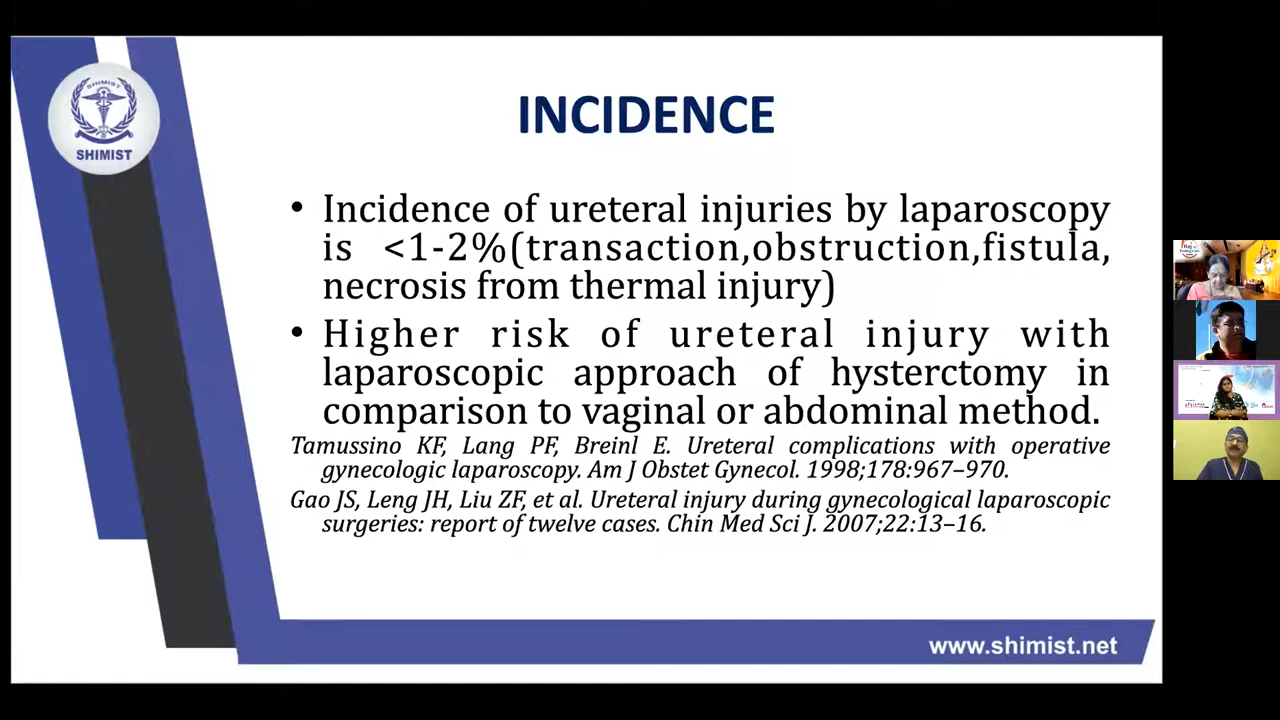 SHIMIST
SHIMIST
INCIDENCE
• Incidence of ureteral injuries by laparoscopy
is <1-2%(transaction,obstruction,fistula,
necrosis from thermal injury)
• Higher risk of ureteral injury with
laparoscopic approach of hysterctomy in
comparison to vaginal or abdominal method.
Tamussino KF, Lang PF, Breinl E. Ureteral complications with operative
gynecologic laparoscopy. Am J Obstet Gynecol. 1998;178:967–970.
Gao JS, Leng JH, Liu ZF, et al. Ureteral injury during gynecological laparoscopic
surgeries: report of twelve cases. Chin Med Sci J. 2007;22:13–16.
www.shimist.net